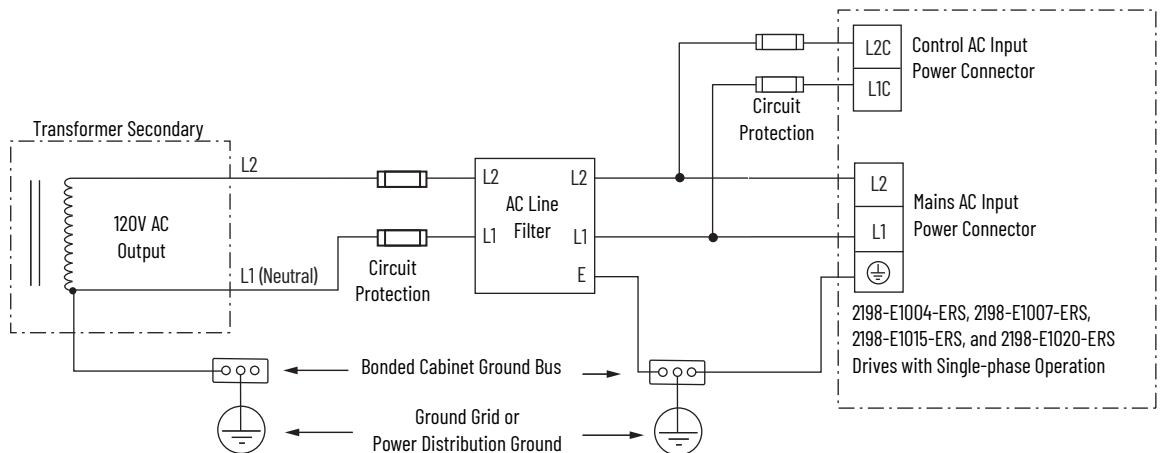 L2C
Control AC Input
Power Connector
L1C
Circuit
Protection
Transformer Secondary
L2
L2
L2
L2
120V AC
Output
AC Line
Filter
Mains AC Input
Power Connector
L1
L1
L1
L1 (Neutral)
Circuit
Protection
E
2198-E1004-ERS, 2198-E1007-ERS,
2198-E1015-ERS, and 2198-E1020-ERS
Drives with Single-phase Operation
Bonded Cabinet Ground Bus
Ground Grid or
Power Distribution Ground